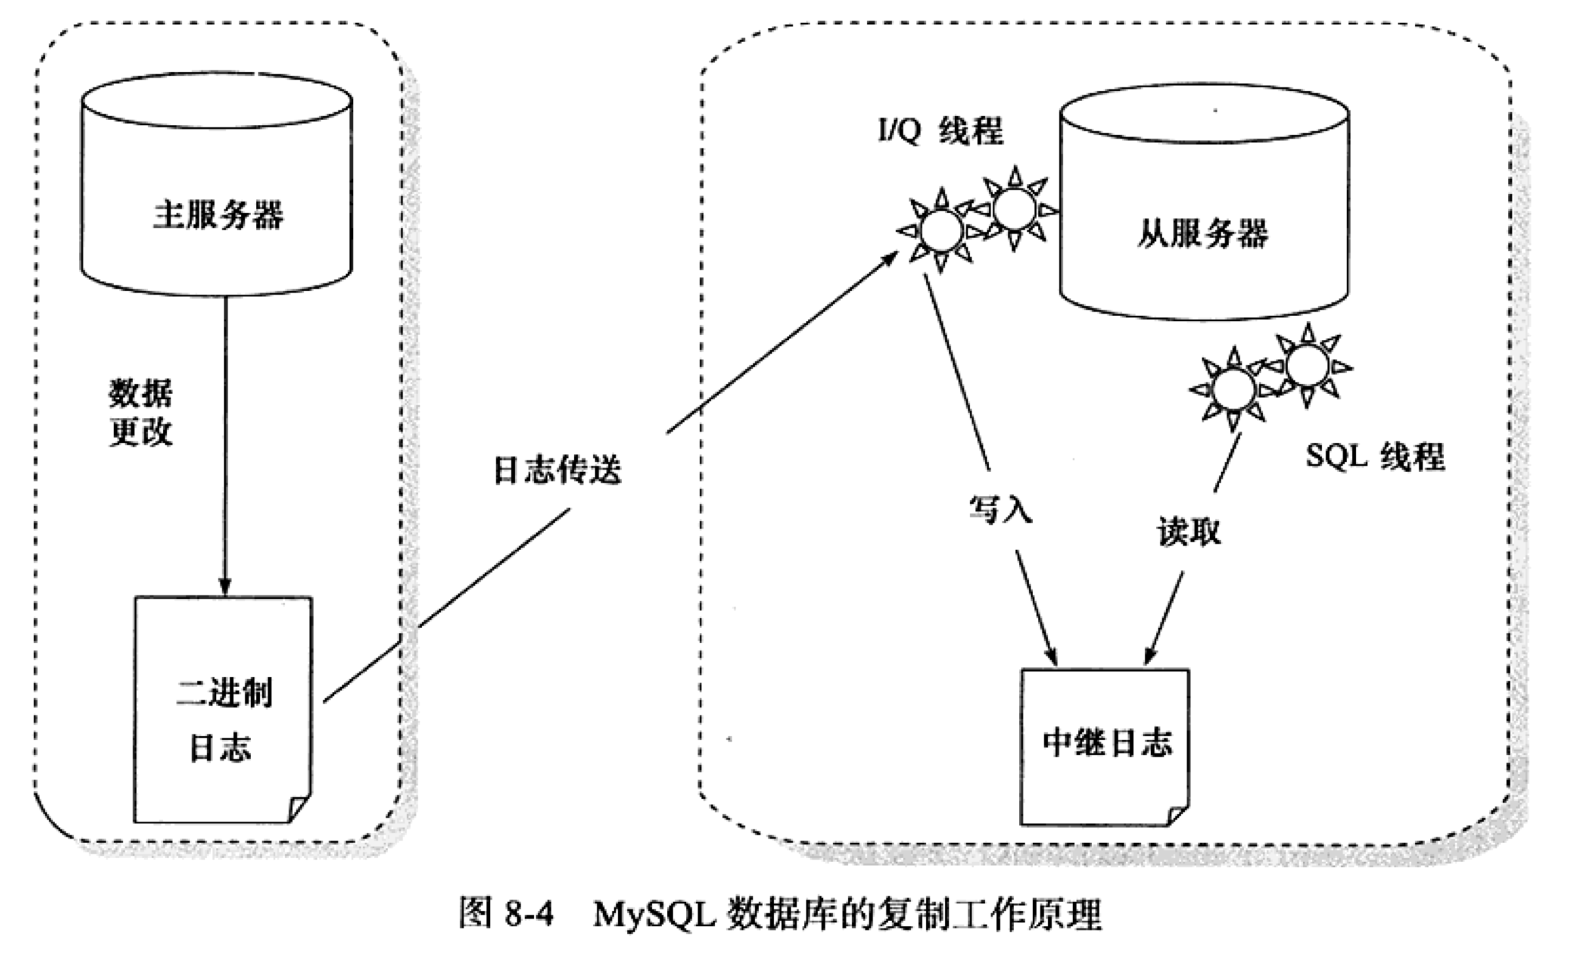 主服务器
数据
更改
二进制
日志
日志传送
I/Q 线程
从服务器
SQL 线程
写入
读取
中继日志
图 8-4 MySQL 数据库的复制工作原理